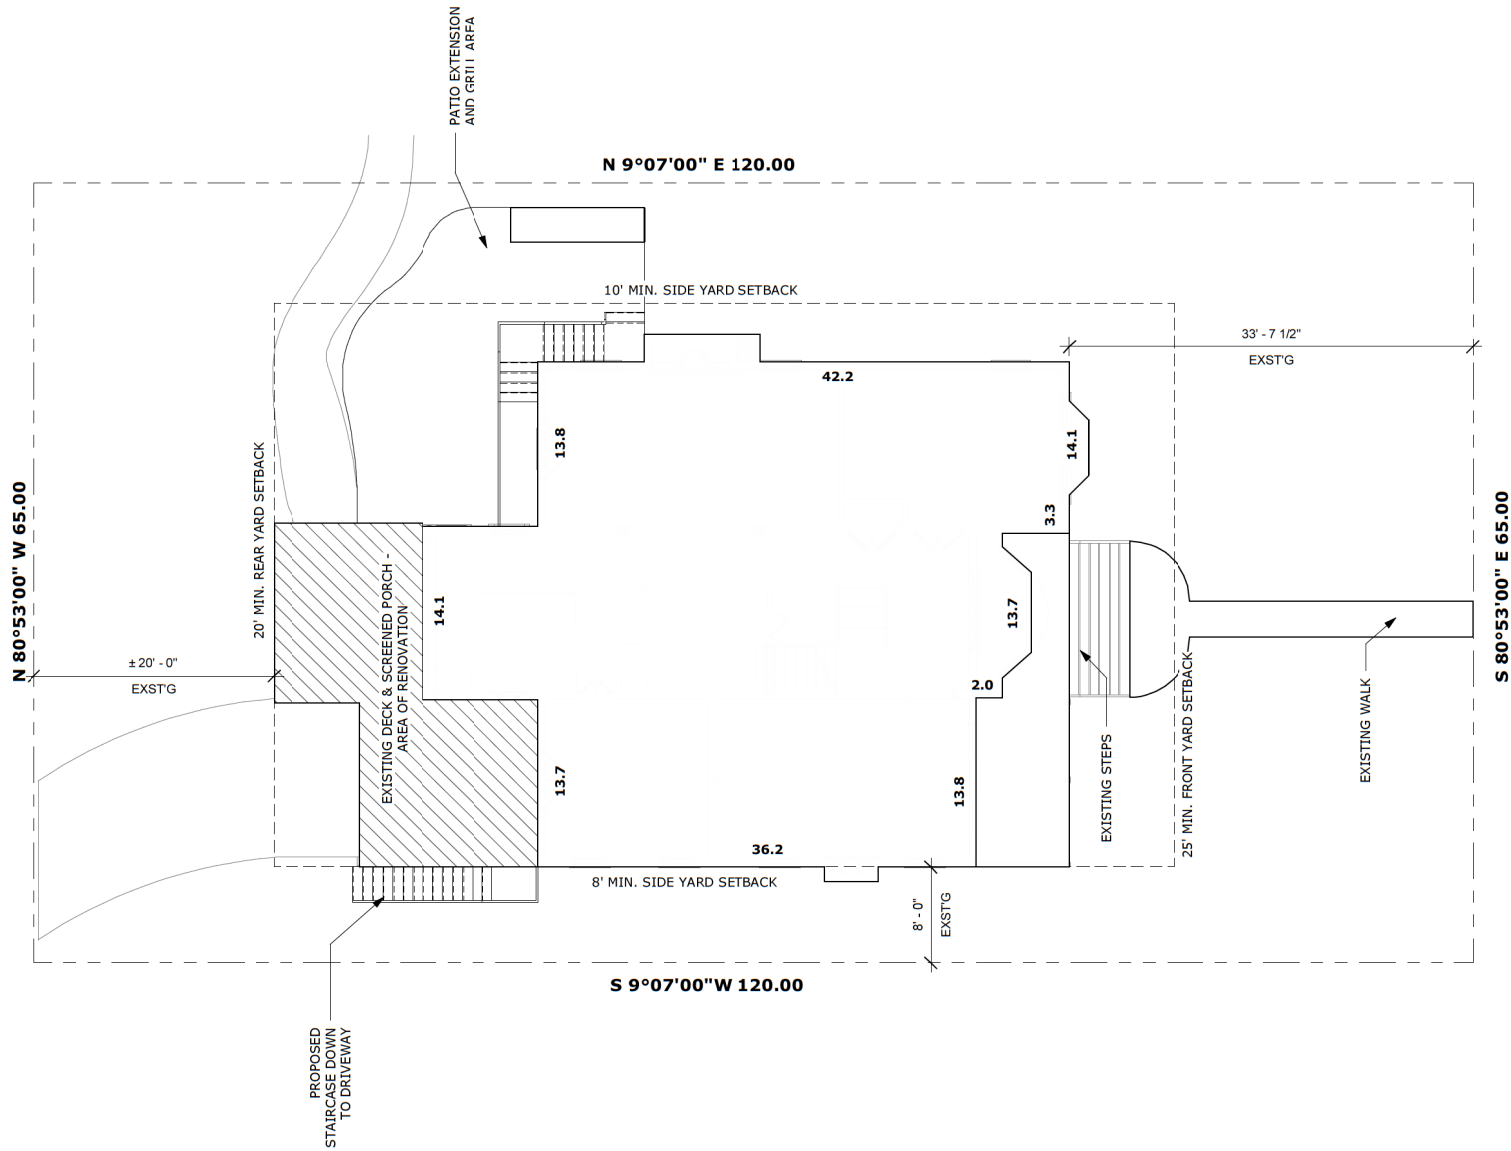 PATIO EXTENSION
AND GRILL AREA
N 9°07'00" E 120.00
10' MIN. SIDE YARD SETBACK
33' - 7 1/2"
EXST'G
42.2
13.8
14.1
3.3
20' MIN. REAR YARD SETBACK
N 80°53'00" W 65.00
S 80°53'00" E 65.00
EXISTING DECK & SCREENED PORCH -
AREA OF RENOVATION
14.1
13.7
± 20' - 0"
EXST'G
2.0
13.7
13.8
EXISTING STEPS
25' MIN. FRONT YARD SETBACK
EXISTING WALK
36.2
8' MIN. SIDE YARD SETBACK
8' - 0"
EXST'G
S 9°07'00"W 120.00
PROPOSED
STAIRCASE DOWN
TO DRIVEWAY